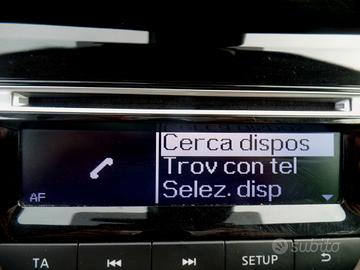 Cerca dispos
Trov con tel
Selez. disp
AF
TA
SETUP
subito